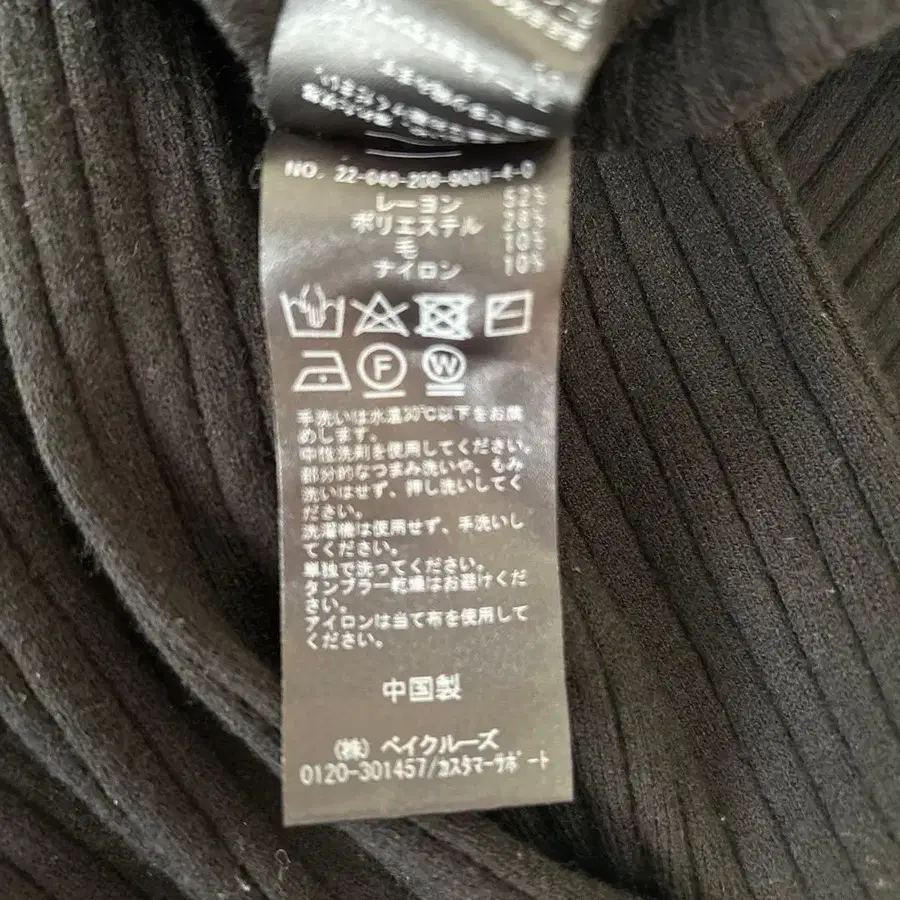 NO. 22-040-200-9001-4-0
レーヨン 52%
ポリエステル 28%
毛 10%
ナイロン 10%
F W
手洗いは水温30℃以下をお薦
めします。
中性洗剤を使用してください。
部分的なつまみ洗いや、もみ
洗いはせず、押し洗いしてく
ださい。
洗濯機は使用せず、手洗いし
てください。
単独で洗ってください。
タンブラー乾燥はお避けくだ
さい。
アイロンは当て布を使用して
ください。
中国製
(株) ベイクルーズ
0120-301457/カスタマーサポート